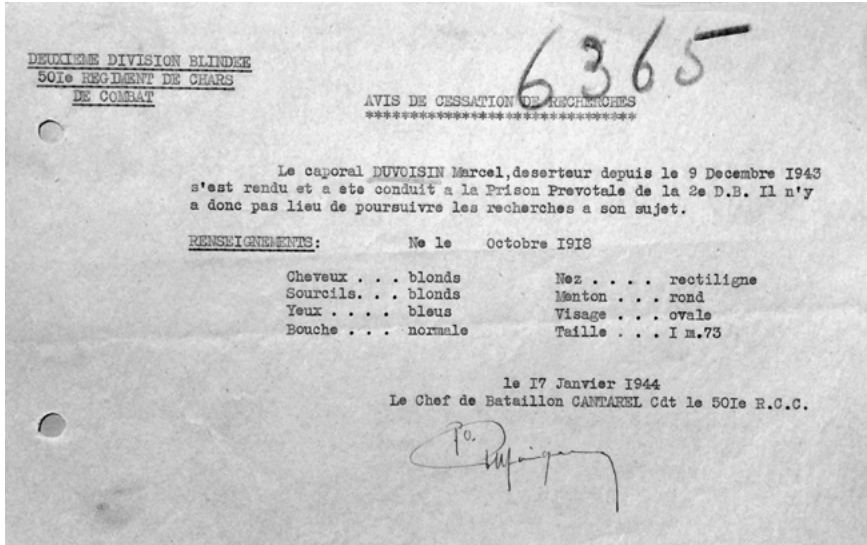 6365
DEUXIEME DIVISION BLINDEE
50Ie REGIMENT DE CHARS
DE COMBAT
AVIS DE CESSATION DE RECHERCHES
******************************
Le caporal DUVOISIN Marcel,deserteur depuis le 9 Decembre I943
s'est rendu et a ete conduit a la Prison Prevotale de la 2e D.B. Il n'y
a donc pas lieu de poursuivre les recherches a son sujet.
RENSEIGNEMENTS: Ne le Octobre I9I8
Cheveux . . . blonds Nez . . . . rectiligne
Sourcils. . . blonds Menton . . . rond
Yeux . . . . bleus Visage . . . ovale
Bouche . . . normale Taille . . . I m.73
le I7 Janvier I944
Le Chef de Bataillon CANTAREL Cdt le 50Ie R.C.C.
Po.